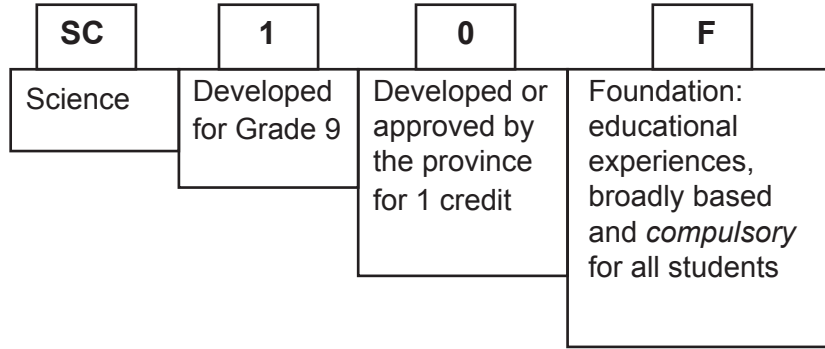 SC 1 0 F
Science
Developed
for Grade 9
Developed or
approved by
the province
for 1 credit
Foundation:
educational
experiences,
broadly based
and compulsory
for all students